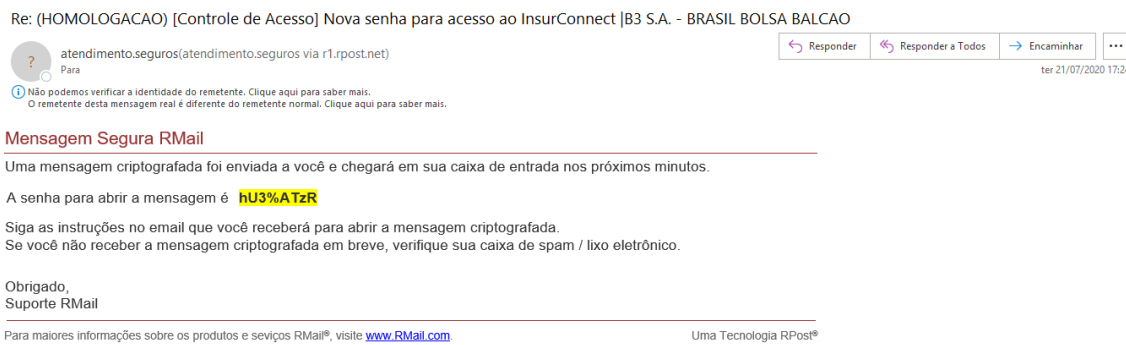 Re: (HOMOLOGACAO) [Controle de Acesso] Nova senha para acesso ao InsurConnect |B3 S.A. - BRASIL BOLSA BALCAO
?
atendimento.seguros(atendimento.seguros via r1.rpost.net)
Para
Responder
Responder a Todos
Encaminhar
ter 21/07/2020 17:24
Não podemos verificar a identidade do remetente. Clique aqui para saber mais.
O remetente desta mensagem real é diferente do remetente normal. Clique aqui para saber mais.
Mensagem Segura RMail
Uma mensagem criptografada foi enviada a você e chegará em sua caixa de entrada nos próximos minutos.
A senha para abrir a mensagem é hU3%ATzR
Siga as instruções no email que você receberá para abrir a mensagem criptografada.
Se você não receber a mensagem criptografada em breve, verifique sua caixa de spam / lixo eletrônico.
Obrigado,
Suporte RMail
Para maiores informações sobre os produtos e seviços RMail®, visite www.RMail.com.
Uma Tecnologia RPost®